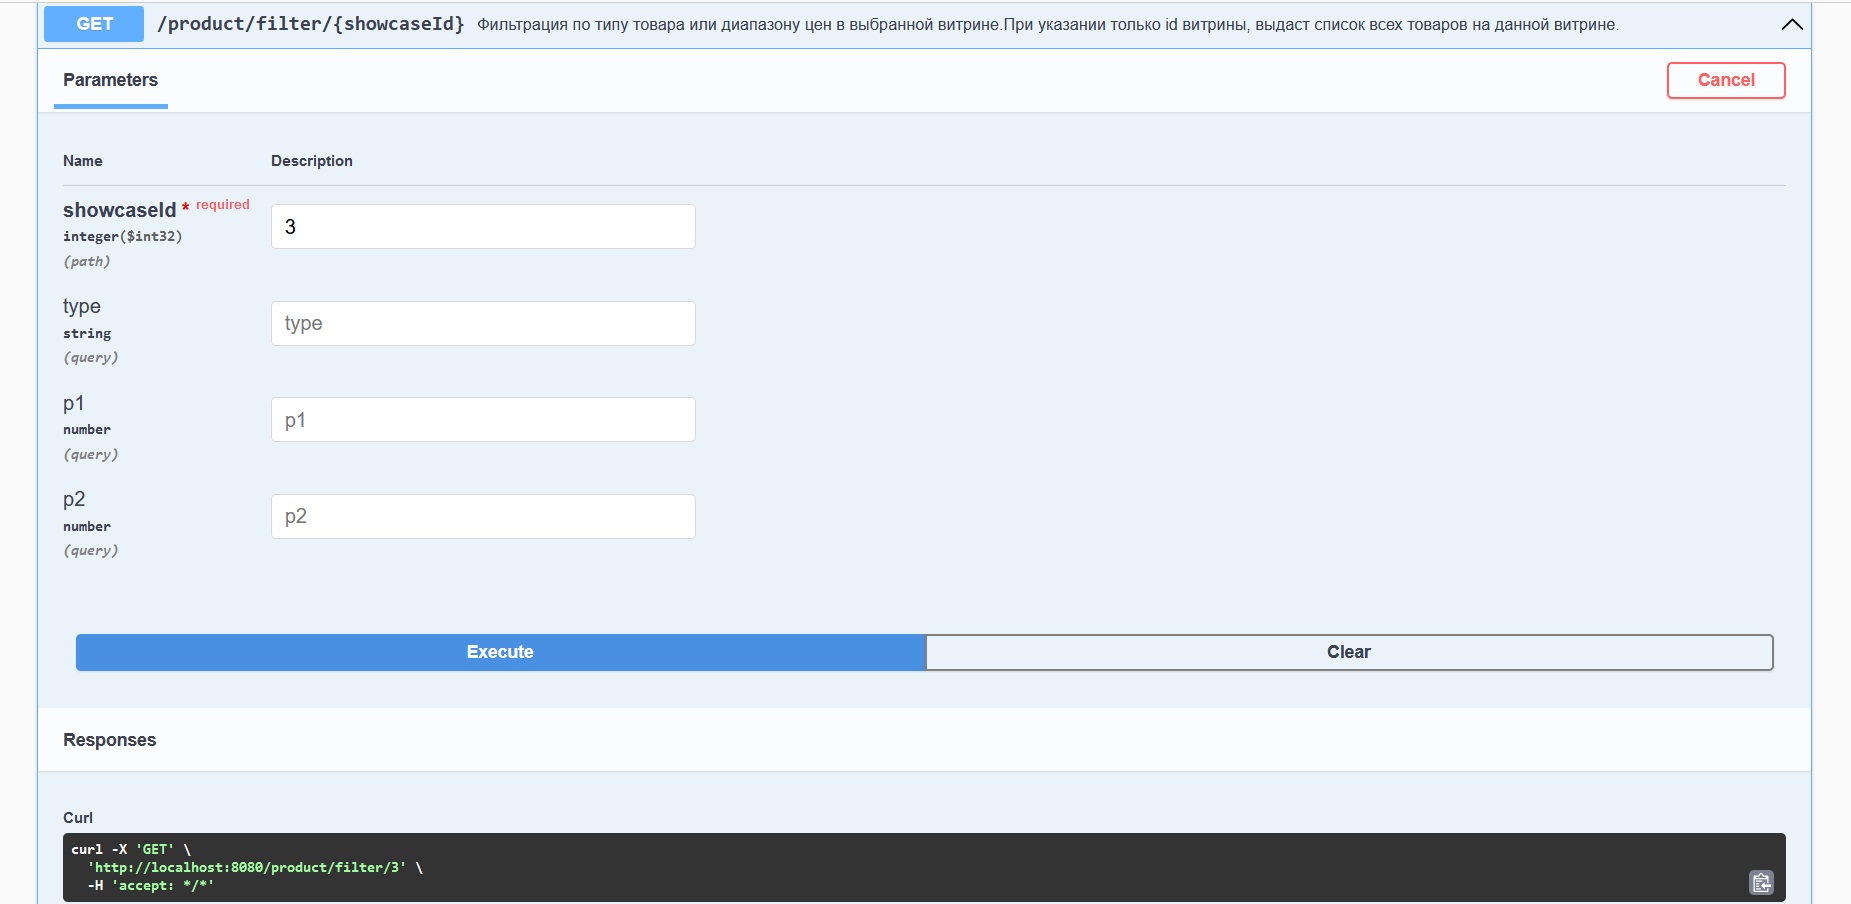 GET /product/filter/{showcaseId} Фильтрация по типу товара или диапазону цен в выбранной витрине.При указании только id витрины, выдаст список всех товаров на данной витрине.
Parameters
Cancel
Name Description
showcaseId * required
integer($int32)
(path)
3
type
string
(query)
type
p1
number
(query)
p1
p2
number
(query)
p2
Execute Clear
Responses
Curl
curl -X 'GET' \
'http://localhost:8080/product/filter/3' \
-H 'accept: */*'